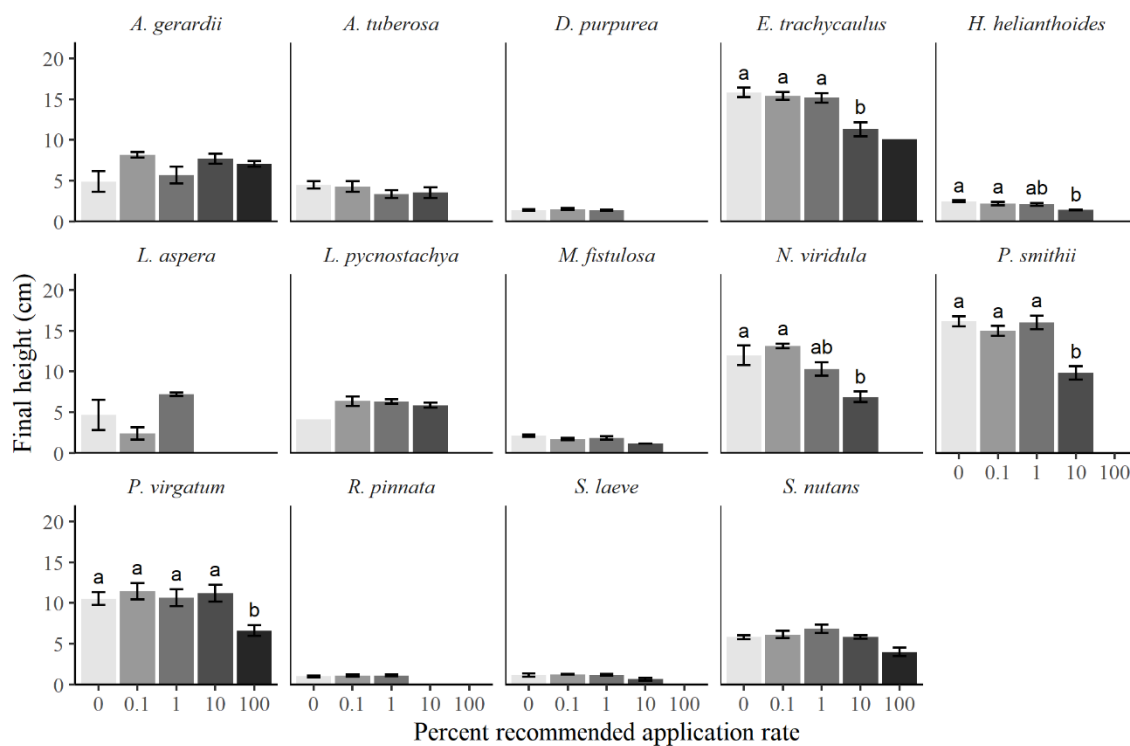 A. gerardii A. tuberosa D. purpurea E. trachycaulus H. helianthoides
20
15
10
5
0
a a a b
a a ab b
L. aspera L. pycnostachya M. fistulosa N. viridula P. smithii
20
15
10
5
0
a a ab b
a a a b
0 0.1 1 10 100
P. virgatum R. pinnata S. laeve S. nutans
20
15
10
5
0
a a a a b
0 0.1 1 10 100 0 0.1 1 10 100 0 0.1 1 10 100 0 0.1 1 10 100
Final height (cm)
Percent recommended application rate